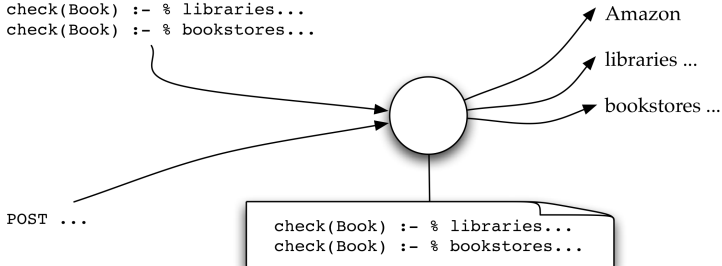 check(Book) :- % libraries...
check(Book) :- % bookstores...
Amazon
libraries ...
bookstores ...
POST ...
check(Book) :- % libraries...
check(Book) :- % bookstores...